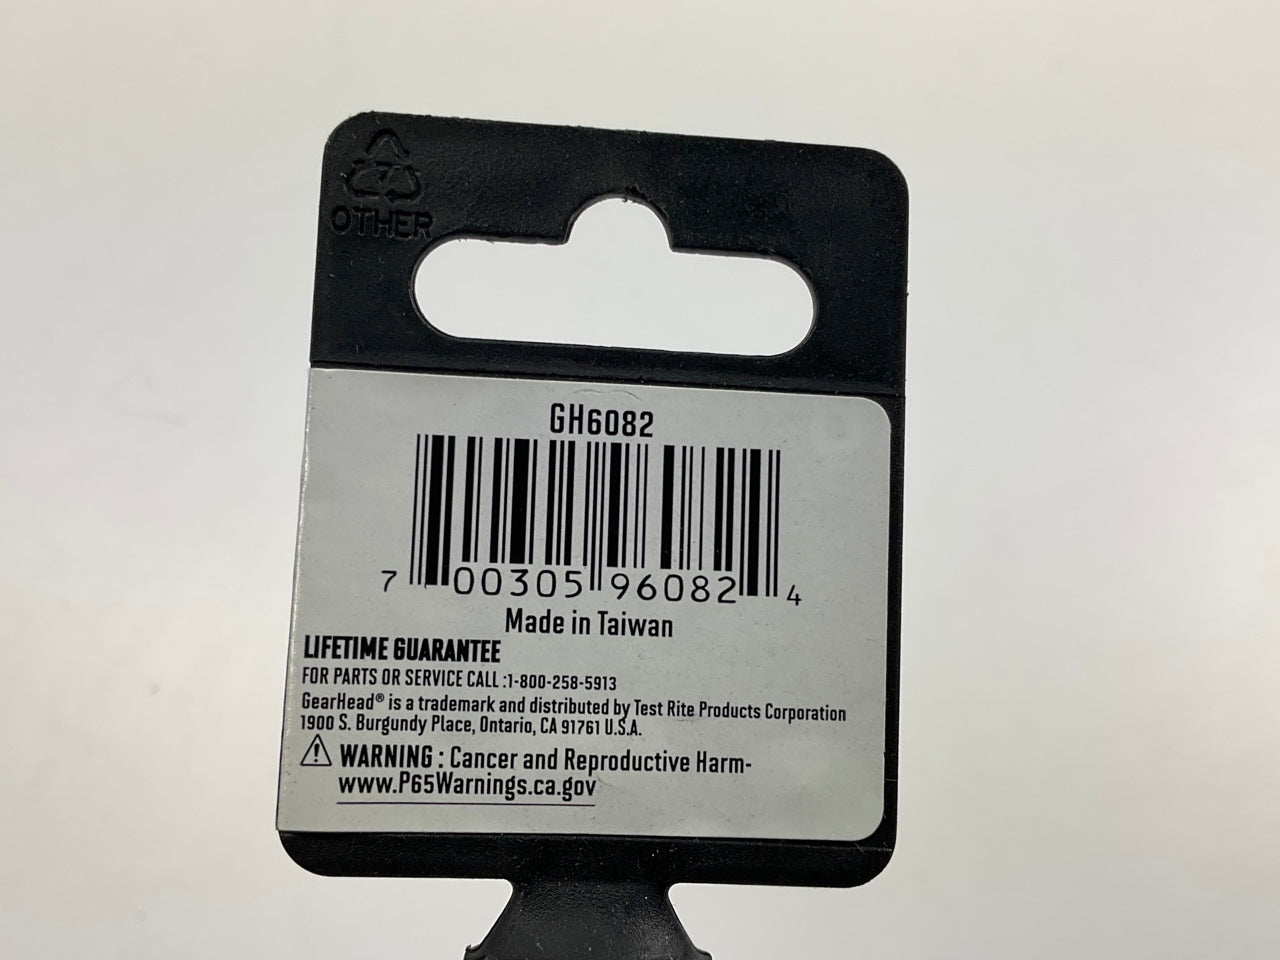 7
OTHER
GH6082
7 00305 96082 4
Made in Taiwan
LIFETIME GUARANTEE
FOR PARTS OR SERVICE CALL :1-800-258-5913
GearHead® is a trademark and distributed by Test Rite Products Corporation
1900 S. Burgundy Place, Ontario, CA 91761 U.S.A.
WARNING : Cancer and Reproductive Harm-
www.P65Warnings.ca.gov